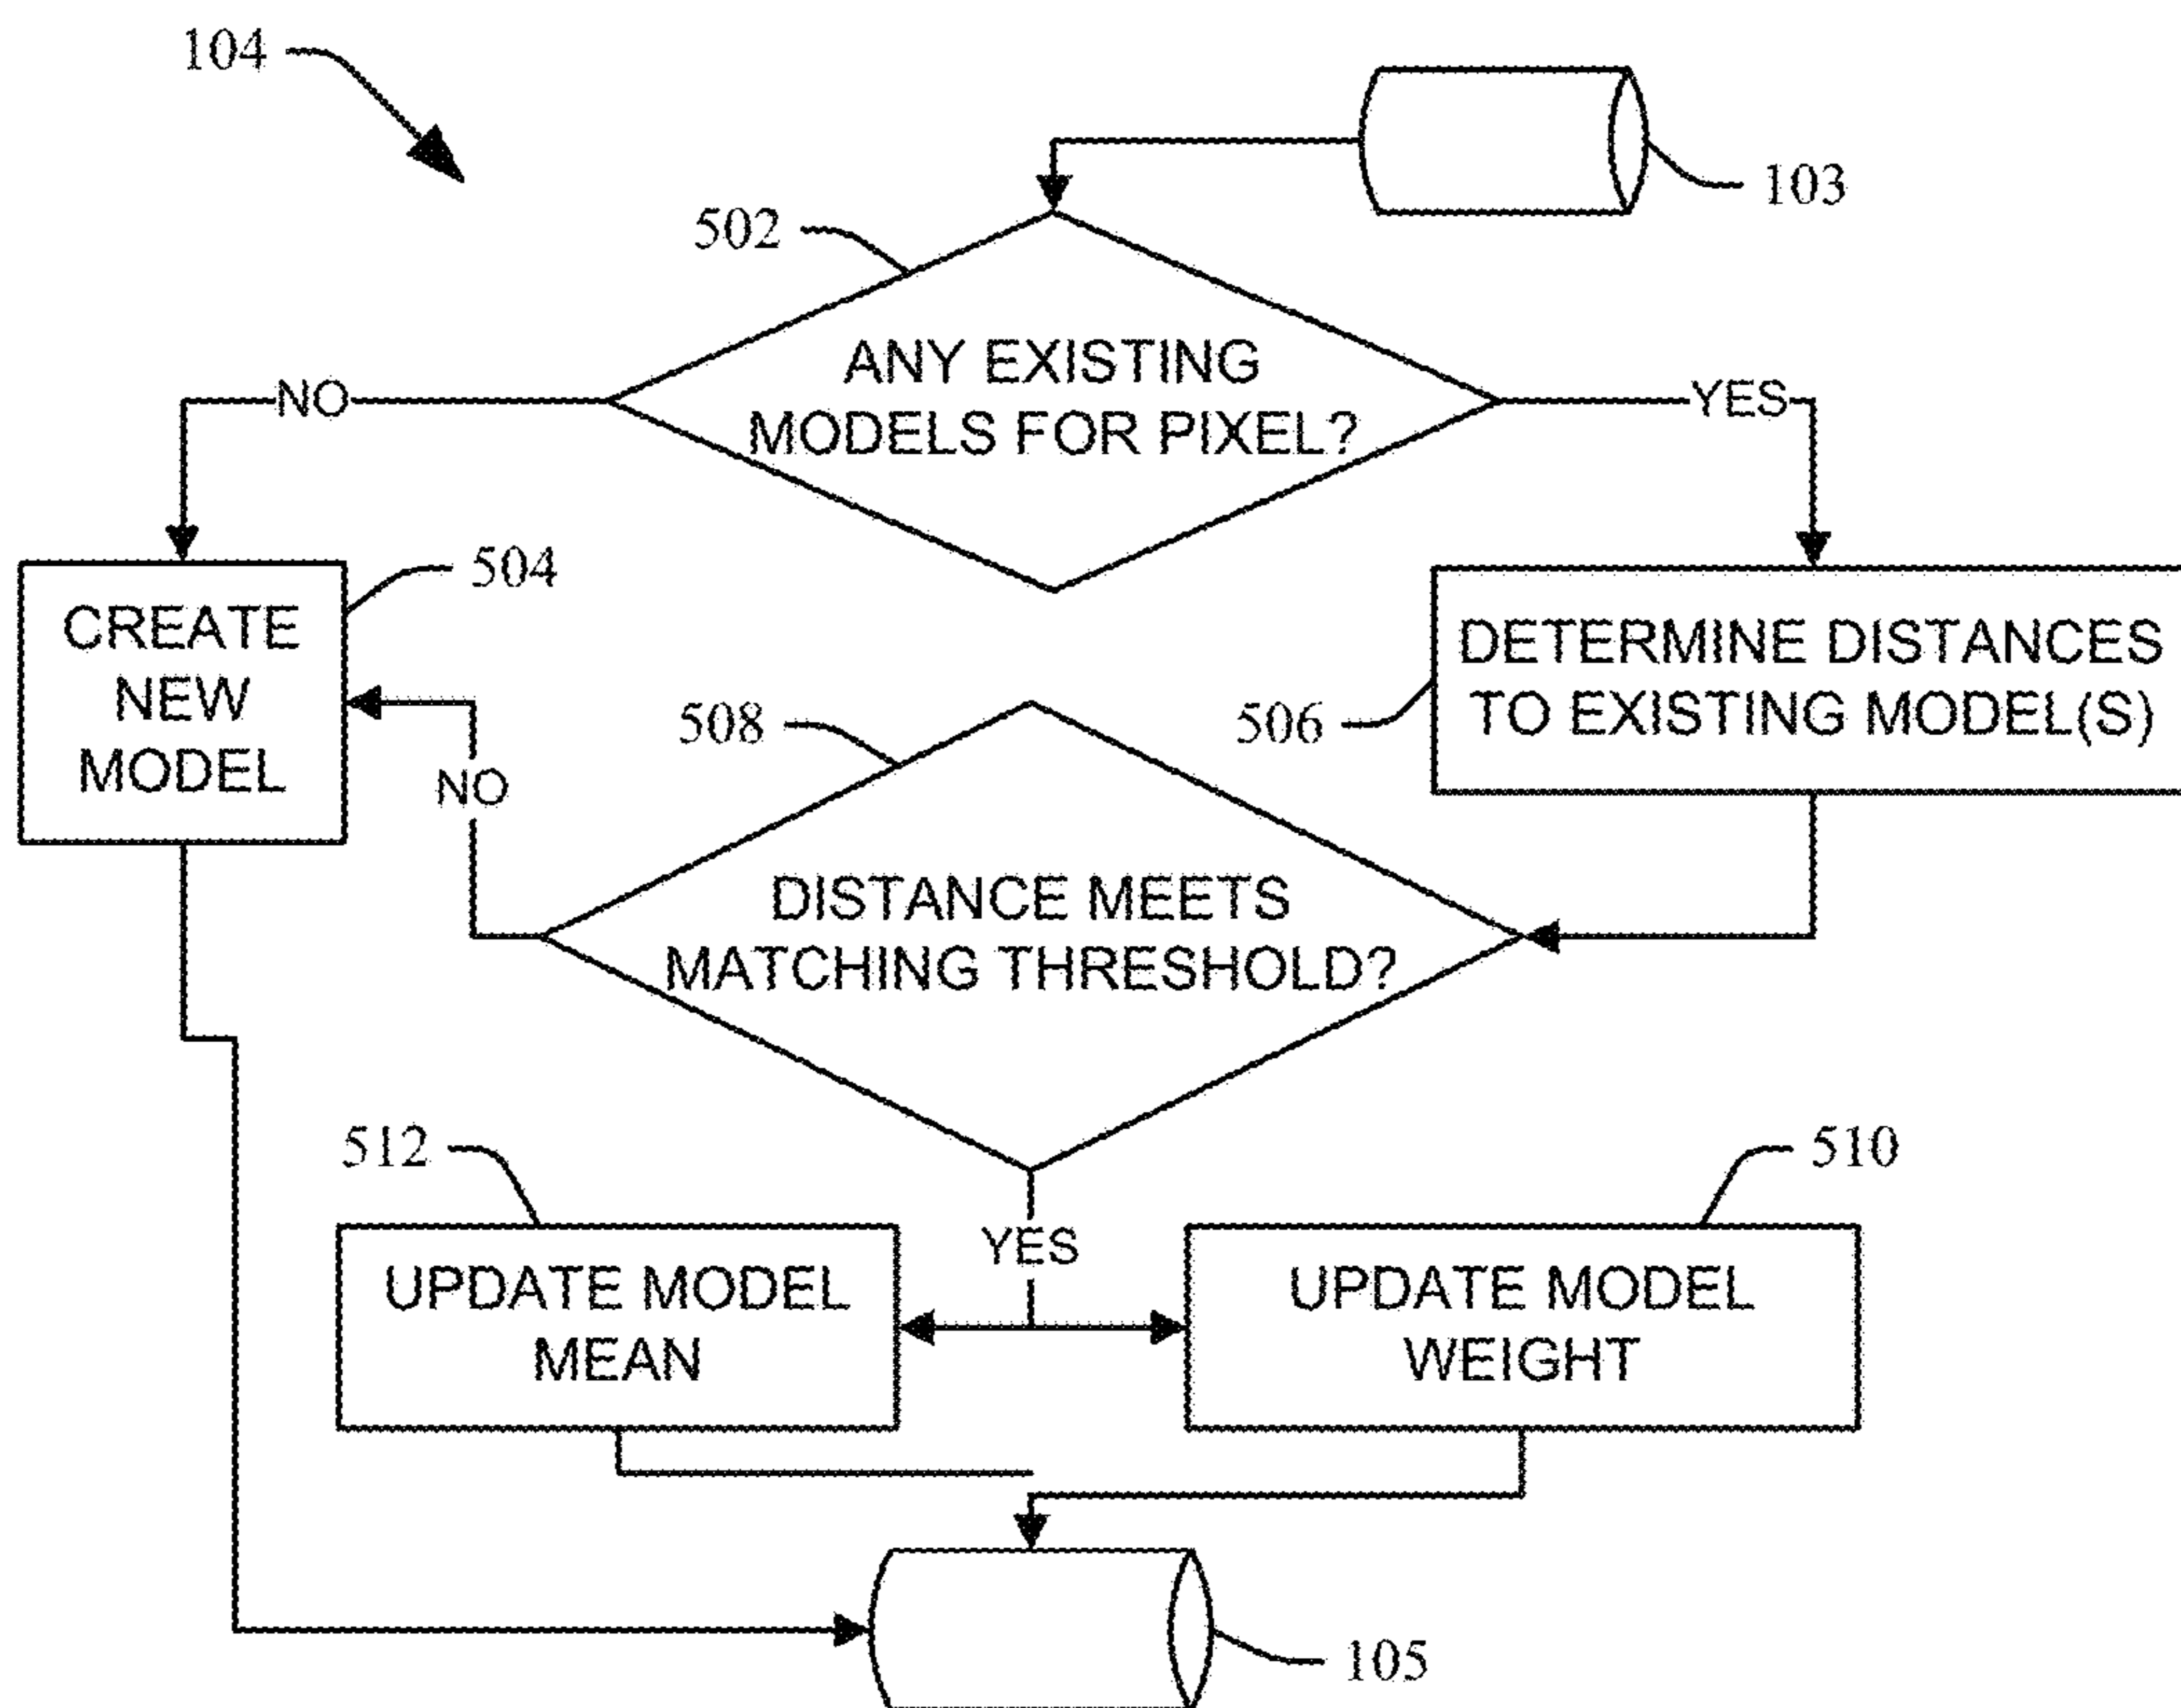 104
103
502
ANY EXISTING
MODELS FOR PIXEL?
NO
YES
504
CREATE
NEW
MODEL
DETERMINE DISTANCES
TO EXISTING MODEL(S)
506
508
NO
DISTANCE MEETS
MATCHING THRESHOLD?
512
510
YES
UPDATE MODEL
MEAN
UPDATE MODEL
WEIGHT
105